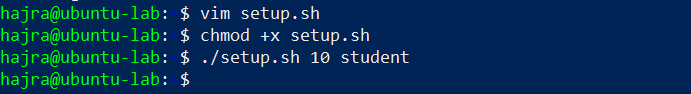 hajra@ubuntu-lab:~$ vim setup.sh
hajra@ubuntu-lab:~$ chmod +x setup.sh
hajra@ubuntu-lab:~$ ./setup.sh 10 student
hajra@ubuntu-lab:~$